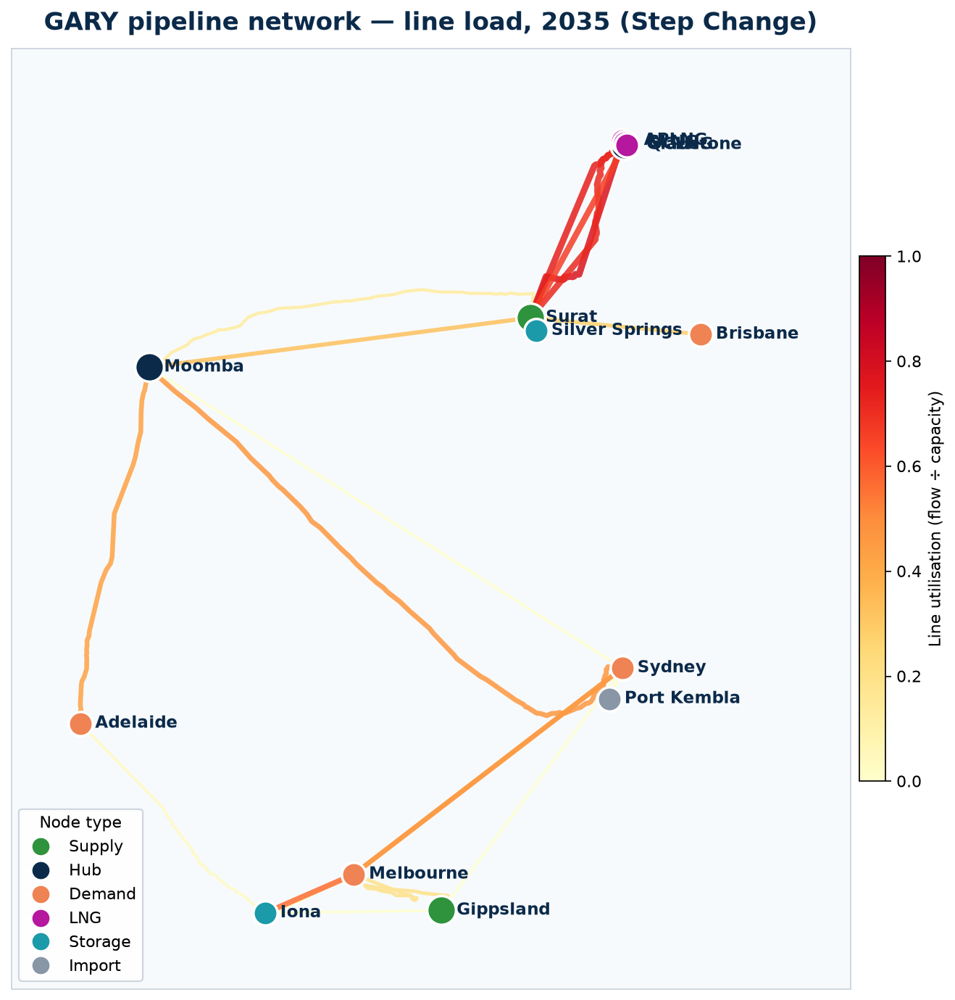 GARY pipeline network — line load, 2035 (Step Change)
Surat
Silver Springs
Brisbane
Moomba
Sydney
Port Kembla
Adelaide
Melbourne
Iona
Gippsland
Node type
Supply
Hub
Demand
LNG
Storage
Import
1.0
0.8
0.6
0.4
0.2
0.0
Line utilisation (flow ÷ capacity)